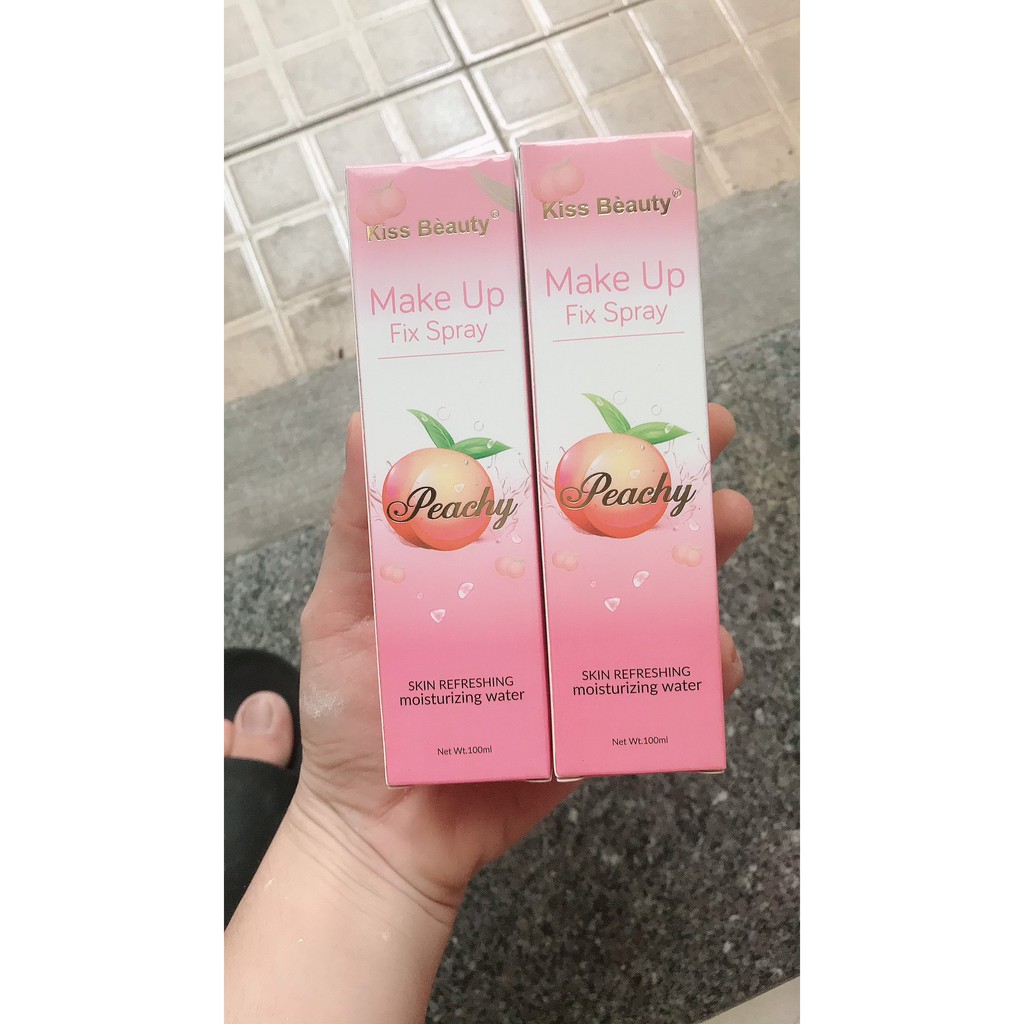 Kiss Bèauty®
Make Up
Fix Spray
Peachy
SKIN REFRESHING
moisturizing water
Net Wt.100ml
Kiss Bèauty®
Make Up
Fix Spray
Peachy
SKIN REFRESHING
moisturizing water
Net Wt.100ml